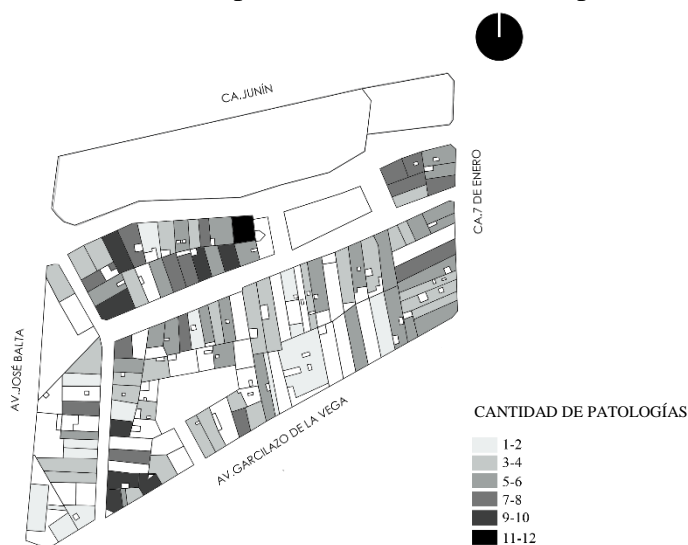 CA.JUNÍN
CA.7 DE ENERO
AV.JOSÉ BALTA
AV.GARCILAZO DE LA VEGA
CANTIDAD DE PATOLOGÍAS
1-2
3-4
5-6
7-8
9-10
11-12